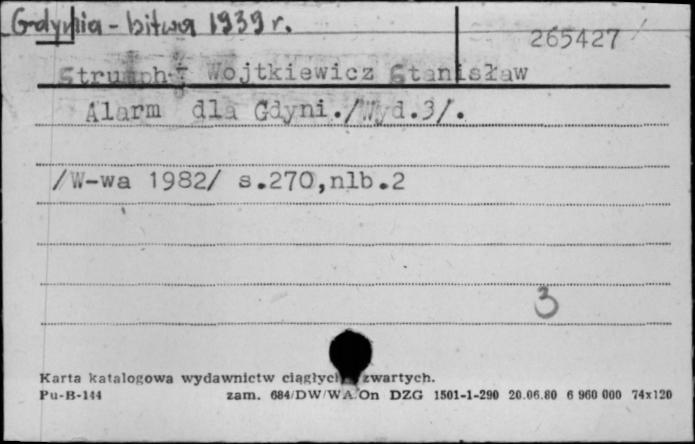 Gdynia - bitwa 1939 r.
265427
Strumph-Wojtkiewicz Stanisław
Alarm dla Gdyni./Wyd.3/.
/W-wa 1982/ s.270,nlb.2
3
Karta katalogowa wydawnictw ciągłych zwartych.
Pu-B-144 zam. 684/DW/WA/On DZG 1501-1-290 20.06.80 6 960 000 74x120